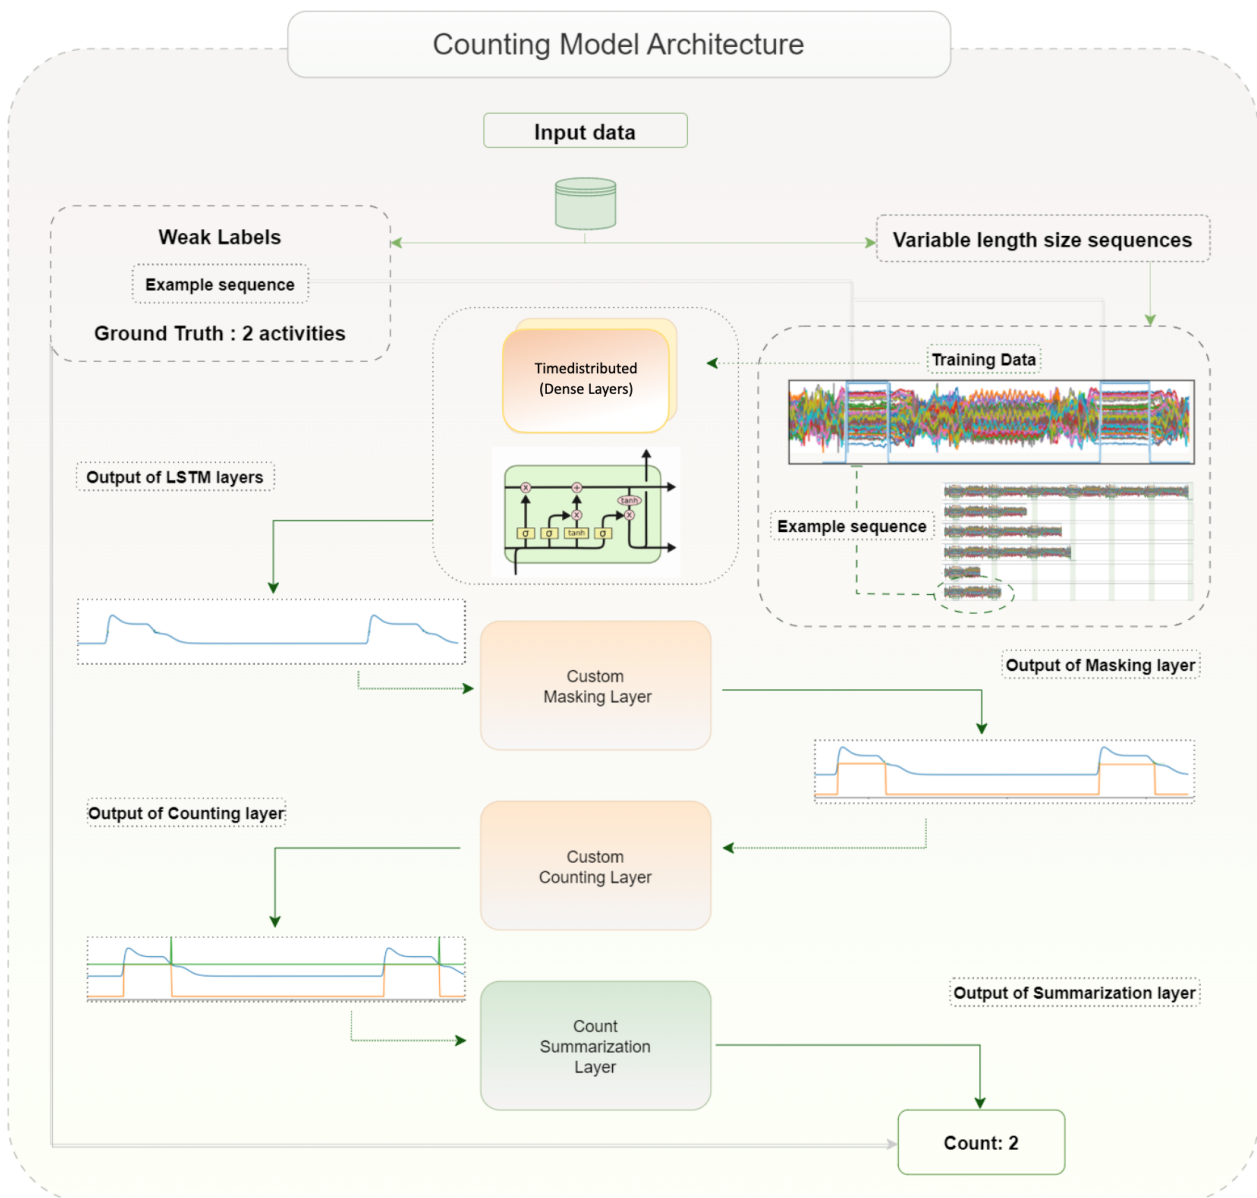 Counting Model Architecture
Input data
Weak Labels
Example sequence
Ground Truth : 2 activities
Variable length size sequences
Timedistributed
(Dense Layers)
Training Data
Output of LSTM layers
tanh
σ
σ
tanh
σ
Example sequence
Custom
Masking Layer
Output of Masking layer
Output of Counting layer
Custom
Counting Layer
Count
Summarization
Layer
Output of Summarization layer
Count: 2